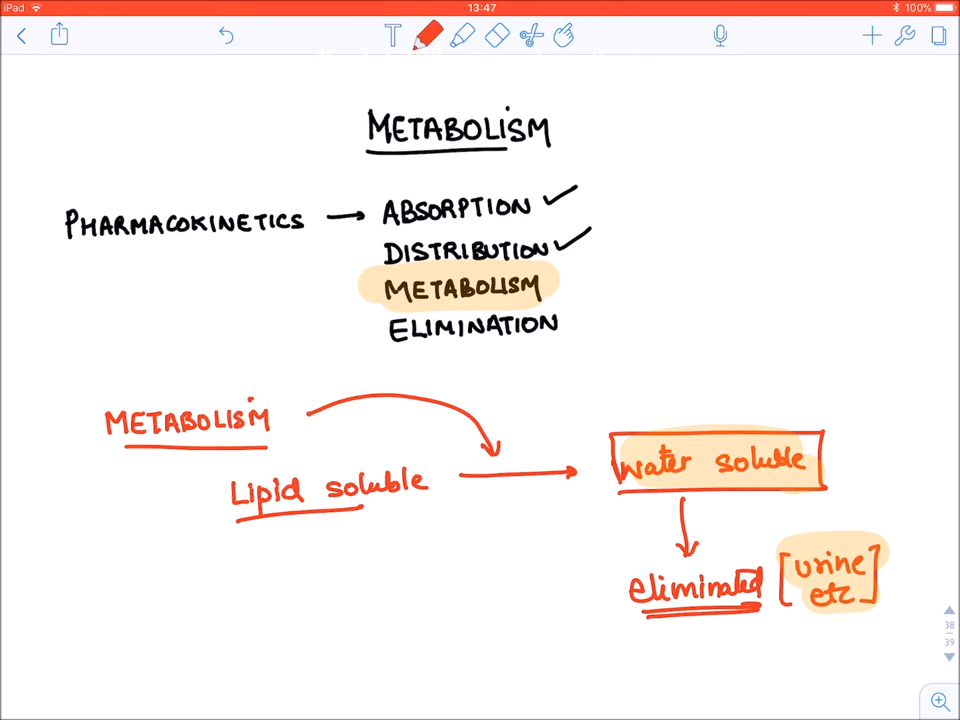 iPad 13:47 100%
METABOLISM
PHARMACOKINETICS → ABSORPTION ✓
DISTRIBUTION ✓
METABOLISM
ELIMINATION
METABOLISM
Lipid soluble → water soluble
eliminated [urine
etc]
38
39